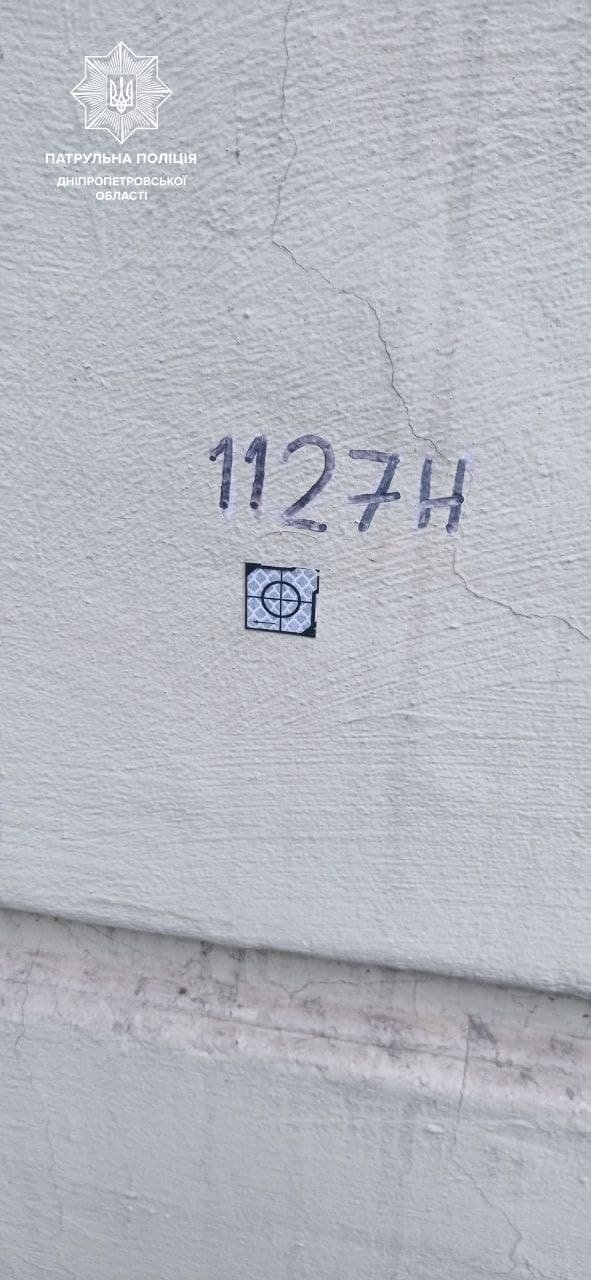 ПАТРУЛЬНА ПОЛІЦІЯ
ДНІПРОПЕТРОВСЬКОЇ
ОБЛАСТІ
1127H